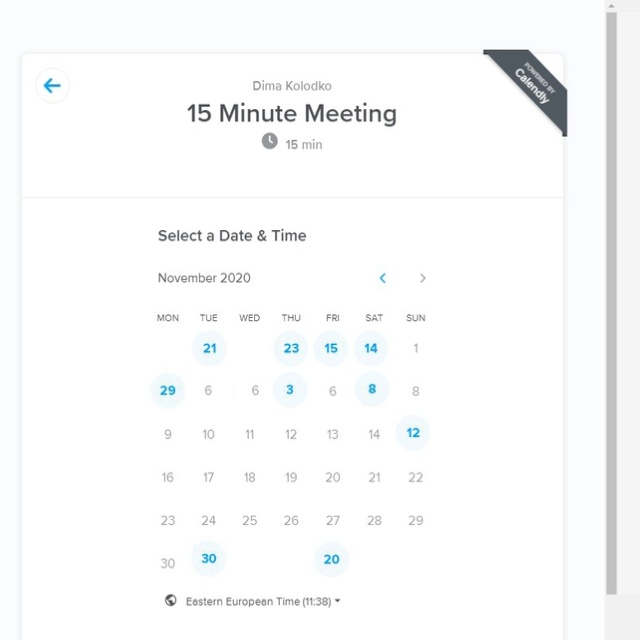 POWERED BY
Calendly
Dima Kolodko
15 Minute Meeting
15 min
Select a Date & Time
November 2020
MON TUE WED THU FRI SAT SUN
21 23 15 14 1
29 6 6 3 6 8 8
9 10 11 12 13 14 12
16 17 18 19 20 21 22
23 24 25 26 27 28 29
30 30 20
Eastern European Time (11:38)